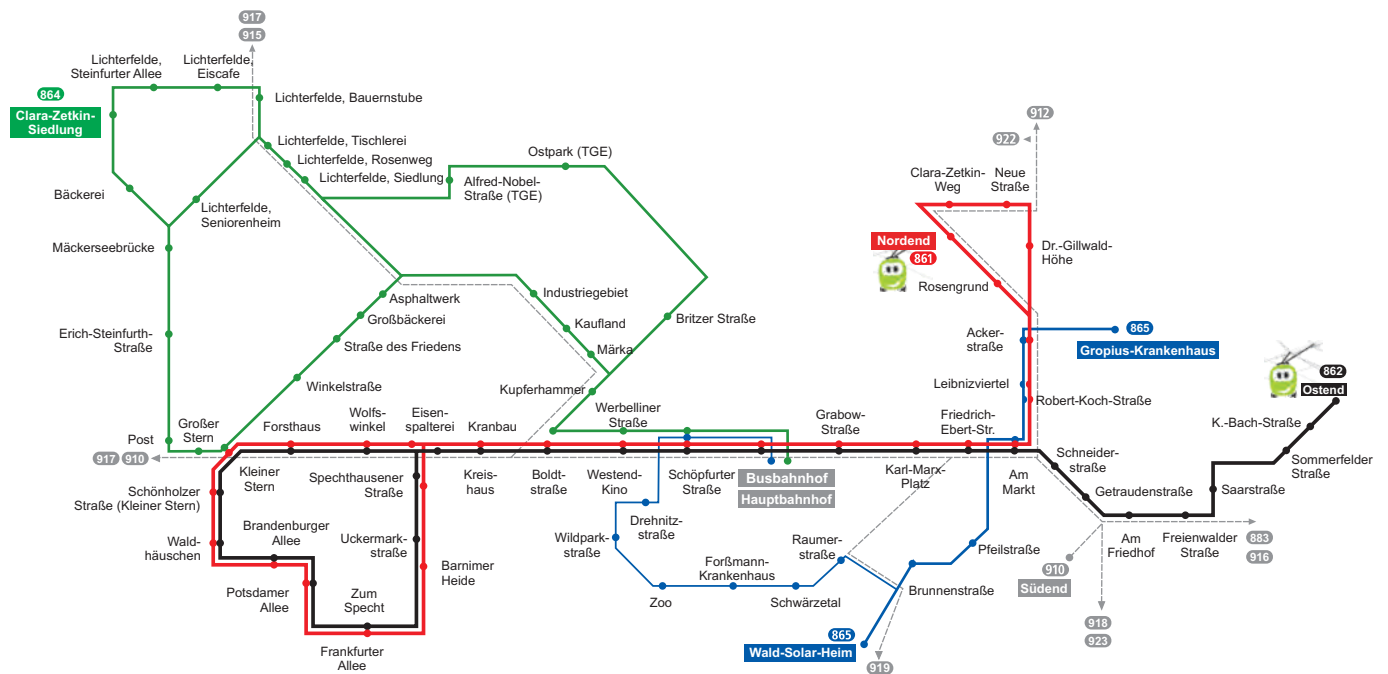 917
915
Lichterfelde,
Steinfurter Allee
Lichterfelde,
Eiscafe
864
Clara-Zetkin-
Siedlung
Lichterfelde, Bauernstube
Lichterfelde, Tischlerei
Lichterfelde, Rosenweg
Lichterfelde, Siedlung
Ostpark (TGE)
Alfred-Nobel-
Straße (TGE)
Bäckerei
Lichterfelde,
Seniorenheim
Mäckerseebrücke
912
922
Clara-Zetkin-
Weg
Neue
Straße
Nordend
861
Dr.-Gillwald-
Höhe
Rosengrund
Asphaltwerk
Großbäckerei
Straße des Friedens
Industriegebiet
Kaufland
Märka
Britzer Straße
Erich-Steinfurth-
Straße
Winkelstraße
Kupferhammer
Acker-
straße
865
Gropius-Krankenhaus
Leibnizviertel
Robert-Koch-Straße
862
Ostend
K.-Bach-Straße
Post
Großer
Stern
917
910
Forsthaus
Wolfs-
winkel
Eisen-
spalterei
Kranbau
Werbelliner
Straße
Grabow-
Straße
Friedrich-
Ebert-Str.
Kleiner
Stern
Spechthausener
Straße
Kreis-
haus
Boldt-
straße
Westend-
Kino
Schöpfurter
Straße
Busbahnhof
Hauptbahnhof
Karl-Marx-
Platz
Am
Markt
Schneider-
straße
Sommerfelder
Straße
Schönholzer
Straße (Kleiner Stern)
Getraudenstraße
Saarstraße
Wald-
häuschen
Brandenburger
Allee
Uckermark-
straße
Barnimer
Heide
Drehnitz-
straße
Wildpark-
straße
Raumer-
straße
Pfeilstraße
Am
Friedhof
Freienwalder
Straße
883
916
Potsdamer
Allee
Zum
Specht
Forßmann-
Krankenhaus
Zoo
Schwärzetal
Brunnenstraße
910
Südend
Frankfurter
Allee
865
Wald-Solar-Heim
919
918
923